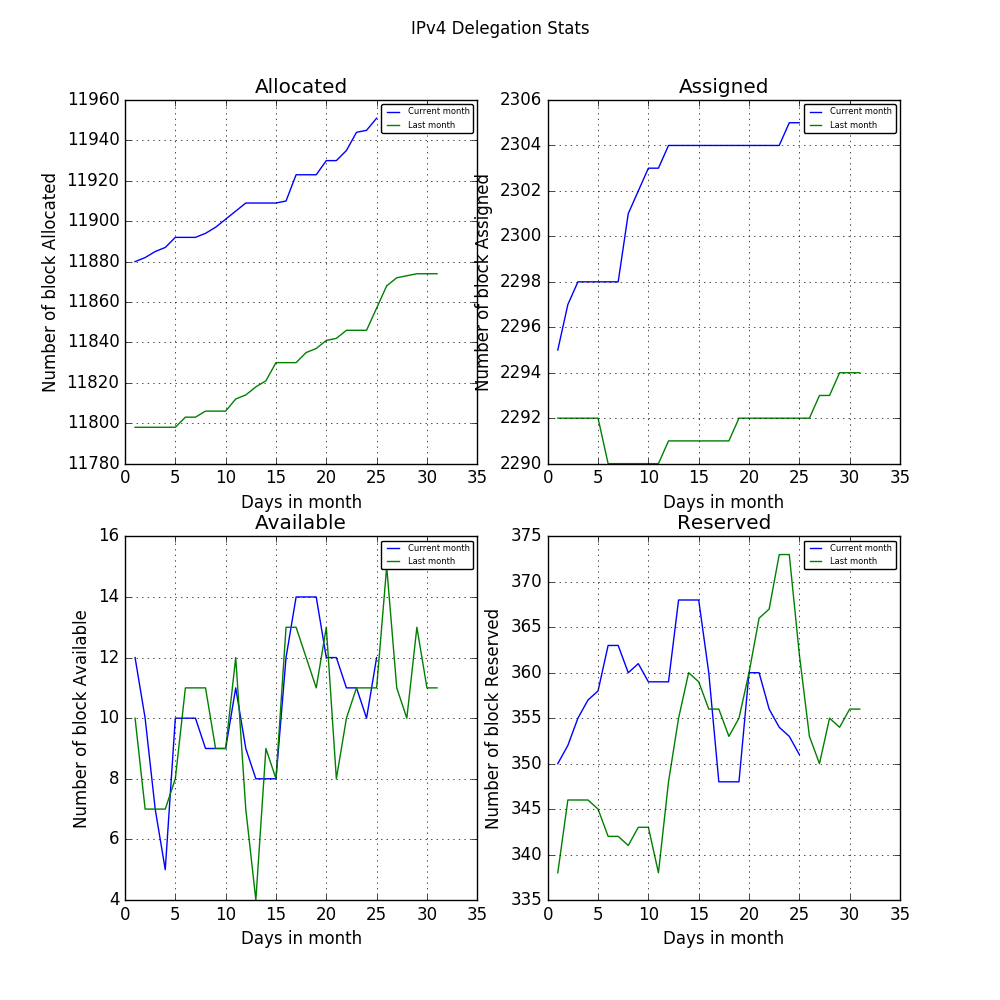 IPv4 Delegation Stats
Allocated
Number of block Allocated
11960
11940
11920
11900
11880
11860
11840
11820
11800
11780
0 5 10 15 20 25 30 35
Days in month
Current month
Last month
Assigned
Number of block Assigned
2306
2304
2302
2300
2298
2296
2294
2292
2290
0 5 10 15 20 25 30 35
Days in month
Current month
Last month
Available
Number of block Available
16
14
12
10
8
6
4
0 5 10 15 20 25 30 35
Days in month
Current month
Last month
Reserved
Number of block Reserved
375
370
365
360
355
350
345
340
335
0 5 10 15 20 25 30 35
Days in month
Current month
Last month